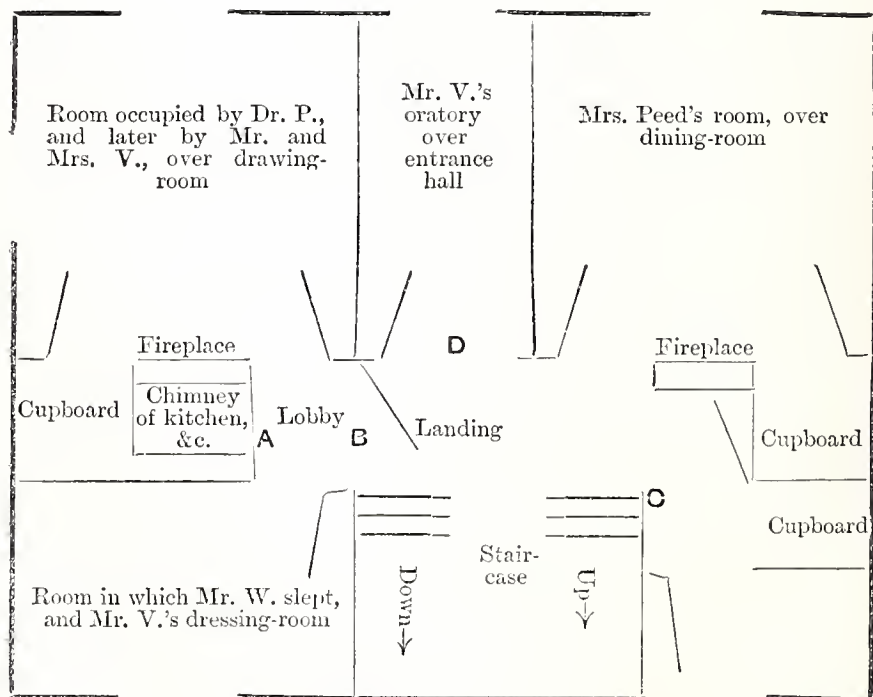 Room occupied by Dr. P.,
and later by Mr. and
Mrs. V., over drawing-
room
Mr. V.'s
oratory
over
entrance
hall
Mrs. Peed's room, over
dining-room
Fireplace
D
Fireplace
Cupboard
Chimney
of kitchen,
&c.
A
Lobby
B
Landing
Cupboard
C
Cupboard
Stair-
case
Down→
Up→
Room in which Mr. W. slept,
and Mr. V.'s dressing-room